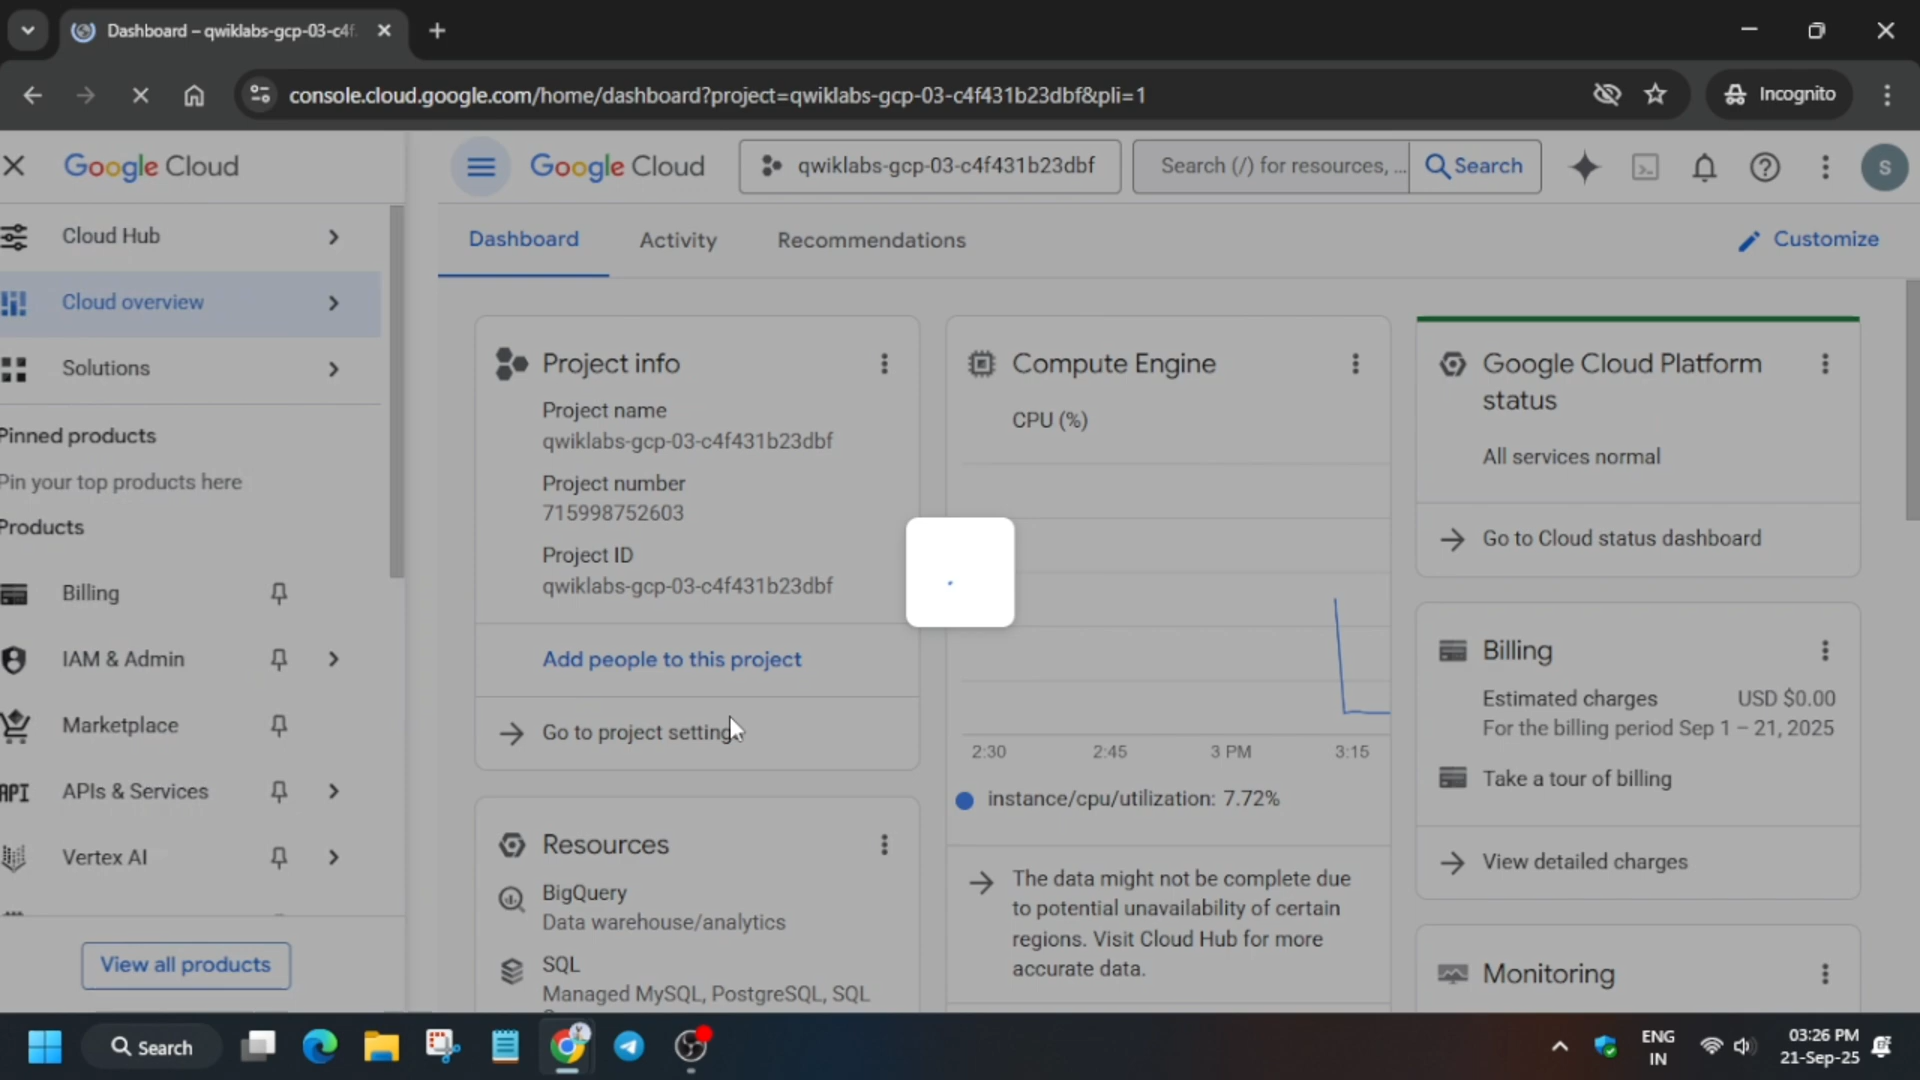 Dashboard – qwiklabs-gcp-03-c4f
console.cloud.google.com/home/dashboard?project=qwiklabs-gcp-03-c4f431b23dbf&pli=1
Incognito
Google Cloud
Google Cloud
qwiklabs-gcp-03-c4f431b23dbf
Search (/) for resources, ...
Search
S
Cloud Hub
Cloud overview
Solutions
Pinned products
Pin your top products here
Products
Billing
IAM & Admin
Marketplace
API
APIs & Services
Vertex AI
View all products
Dashboard
Activity
Recommendations
Customize
Project info
Project name
qwiklabs-gcp-03-c4f431b23dbf
Project number
715998752603
Project ID
qwiklabs-gcp-03-c4f431b23dbf
Add people to this project
Go to project settings
Resources
BigQuery
Data warehouse/analytics
SQL
Managed MySQL, PostgreSQL, SQL
Compute Engine
CPU (%)
2:30
2:45
3 PM
3:15
instance/cpu/utilization: 7.72%
The data might not be complete due
to potential unavailability of certain
regions. Visit Cloud Hub for more
accurate data.
Google Cloud Platform
status
All services normal
Go to Cloud status dashboard
Billing
Estimated charges USD $0.00
For the billing period Sep 1 – 21, 2025
Take a tour of billing
View detailed charges
Monitoring
Search
ENG
IN
03:26 PM
21-Sep-25